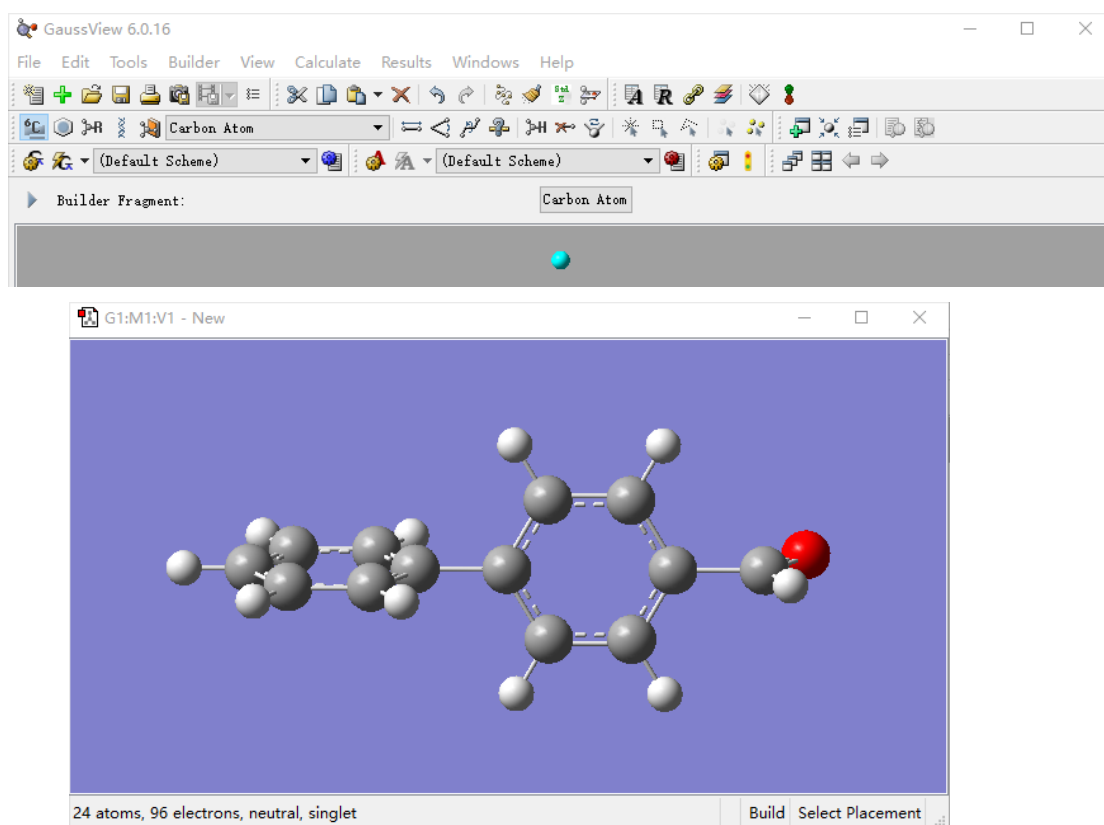 GaussView 6.0.16
File Edit Tools Builder View Calculate Results Windows Help
Carbon Atom
(Default Scheme) (Default Scheme)
Builder Fragment: Carbon Atom
G1:M1:V1 - New
24 atoms, 96 electrons, neutral, singlet Build Select Placement